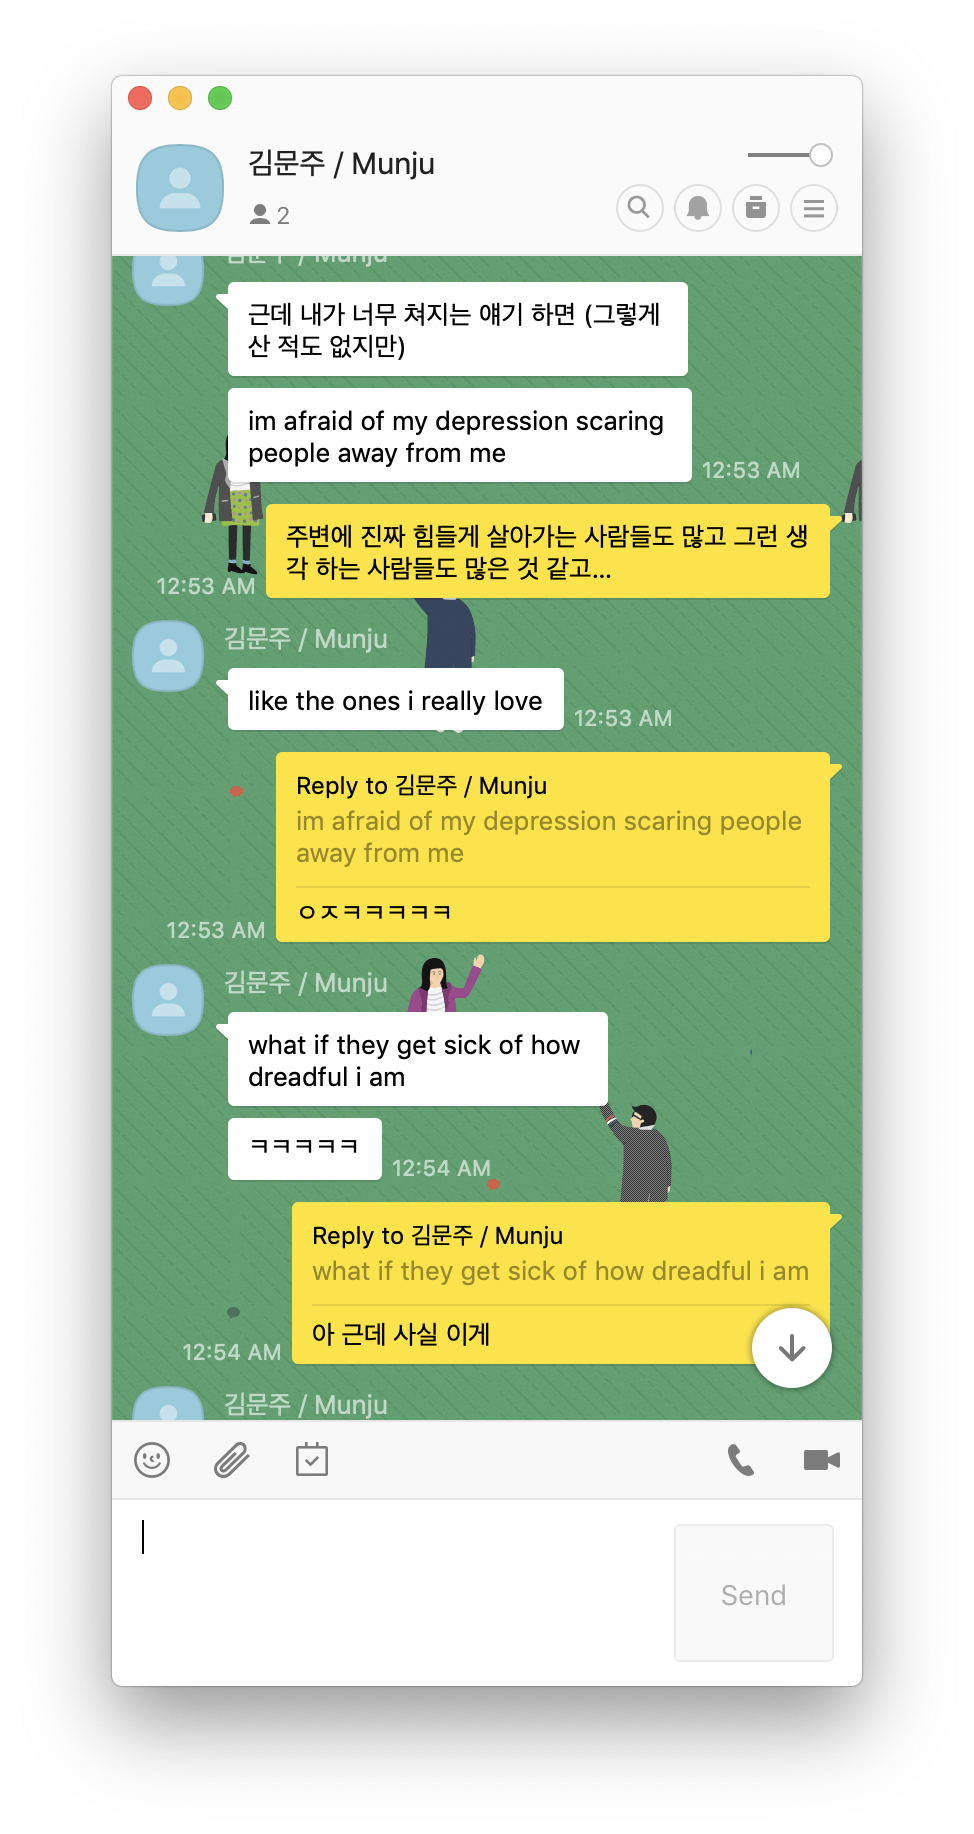 김문주 / Munju
2
김문주 / Munju
근데 내가 너무 쳐지는 얘기 하면 (그렇게
산 적도 없지만)
im afraid of my depression scaring
people away from me
12:53 AM
주변에 진짜 힘들게 살아가는 사람들도 많고 그런 생
각 하는 사람들도 많은 것 같고...
12:53 AM
김문주 / Munju
like the ones i really love
12:53 AM
Reply to 김문주 / Munju
im afraid of my depression scaring people
away from me
ㅇㅈㅋㅋㅋㅋㅋ
12:53 AM
김문주 / Munju
what if they get sick of how
dreadful i am
ㅋㅋㅋㅋㅋ
12:54 AM
Reply to 김문주 / Munju
what if they get sick of how dreadful i am
아 근데 사실 이게
12:54 AM
김문주 / Munju
Send